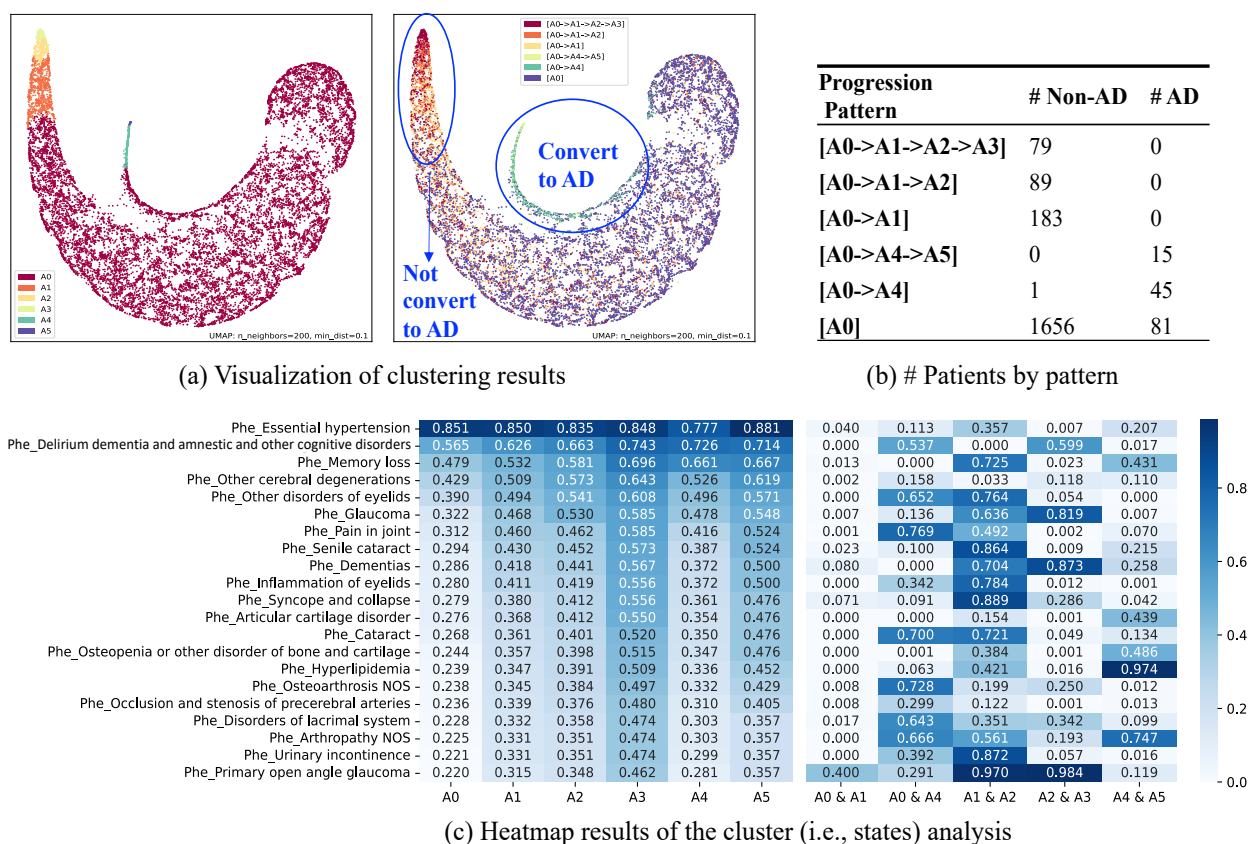 A0
A1
A2
A3
A4
A5
UMAP: n_neighbors=200, min_dist=0.1
[A0->A1->A2->A3]
[A0->A1->A2]
[A0->A1]
[A0->A4->A5]
[A0->A4]
[A0]
Convert
to AD
Not
convert
to AD
UMAP: n_neighbors=200, min_dist=0.1
(a) Visualization of clustering results
Progression
Pattern # Non-AD # AD
[A0->A1->A2->A3] 79 0
[A0->A1->A2] 89 0
[A0->A1] 183 0
[A0->A4->A5] 0 15
[A0->A4] 1 45
[A0] 1656 81
(b) # Patients by pattern
Phe_Essential hypertension 0.851 0.850 0.835 0.848 0.777 0.881 0.040 0.113 0.357 0.007 0.207
Phe_Delirium dementia and amnestic and other cognitive disorders 0.565 0.626 0.663 0.743 0.726 0.714 0.000 0.537 0.000 0.599 0.017
Phe_Memory loss 0.479 0.532 0.581 0.696 0.661 0.667 0.013 0.000 0.725 0.023 0.431
Phe_Other cerebral degenerations 0.429 0.509 0.573 0.643 0.526 0.619 0.002 0.158 0.033 0.118 0.110
Phe_Other disorders of eyelids 0.390 0.494 0.541 0.608 0.496 0.571 0.000 0.652 0.764 0.054 0.000
Phe_Glaucoma 0.322 0.468 0.530 0.585 0.478 0.548 0.007 0.136 0.636 0.819 0.007
Phe_Pain in joint 0.312 0.460 0.462 0.585 0.416 0.524 0.001 0.769 0.492 0.002 0.070
Phe_Senile cataract 0.294 0.430 0.452 0.573 0.387 0.524 0.023 0.100 0.864 0.009 0.215
Phe_Dementias 0.286 0.418 0.441 0.567 0.372 0.500 0.080 0.000 0.704 0.873 0.258
Phe_Inflammation of eyelids 0.280 0.411 0.419 0.556 0.372 0.500 0.000 0.342 0.784 0.012 0.001
Phe_Syncope and collapse 0.279 0.380 0.412 0.556 0.361 0.476 0.071 0.091 0.889 0.286 0.042
Phe_Articular cartilage disorder 0.276 0.368 0.412 0.550 0.354 0.476 0.000 0.000 0.154 0.001 0.439
Phe_Cataract 0.268 0.361 0.401 0.520 0.350 0.476 0.000 0.700 0.721 0.049 0.134
Phe_Osteopenia or other disorder of bone and cartilage 0.244 0.357 0.398 0.515 0.347 0.476 0.000 0.001 0.384 0.001 0.486
Phe_Hyperlipidemia 0.239 0.347 0.391 0.509 0.336 0.452 0.000 0.063 0.421 0.016 0.974
Phe_Osteoarthrosis NOS 0.238 0.345 0.384 0.497 0.332 0.429 0.008 0.728 0.199 0.250 0.012
Phe_Occlusion and stenosis of precerebral arteries 0.236 0.339 0.376 0.480 0.310 0.405 0.008 0.299 0.122 0.001 0.013
Phe_Disorders of lacrimal system 0.228 0.332 0.358 0.474 0.303 0.357 0.017 0.643 0.351 0.342 0.099
Phe_Arthropathy NOS 0.225 0.331 0.351 0.474 0.303 0.357 0.000 0.666 0.561 0.193 0.747
Phe_Urinary incontinence 0.221 0.331 0.351 0.474 0.299 0.357 0.000 0.392 0.872 0.057 0.016
Phe_Primary open angle glaucoma 0.220 0.315 0.348 0.462 0.281 0.357 0.400 0.291 0.970 0.984 0.119
A0 A1 A2 A3 A4 A5 A0 & A1 A0 & A4 A1 & A2 A2 & A3 A4 & A5
0.8
0.6
0.4
0.2
0.0
(c) Heatmap results of the cluster (i.e., states) analysis